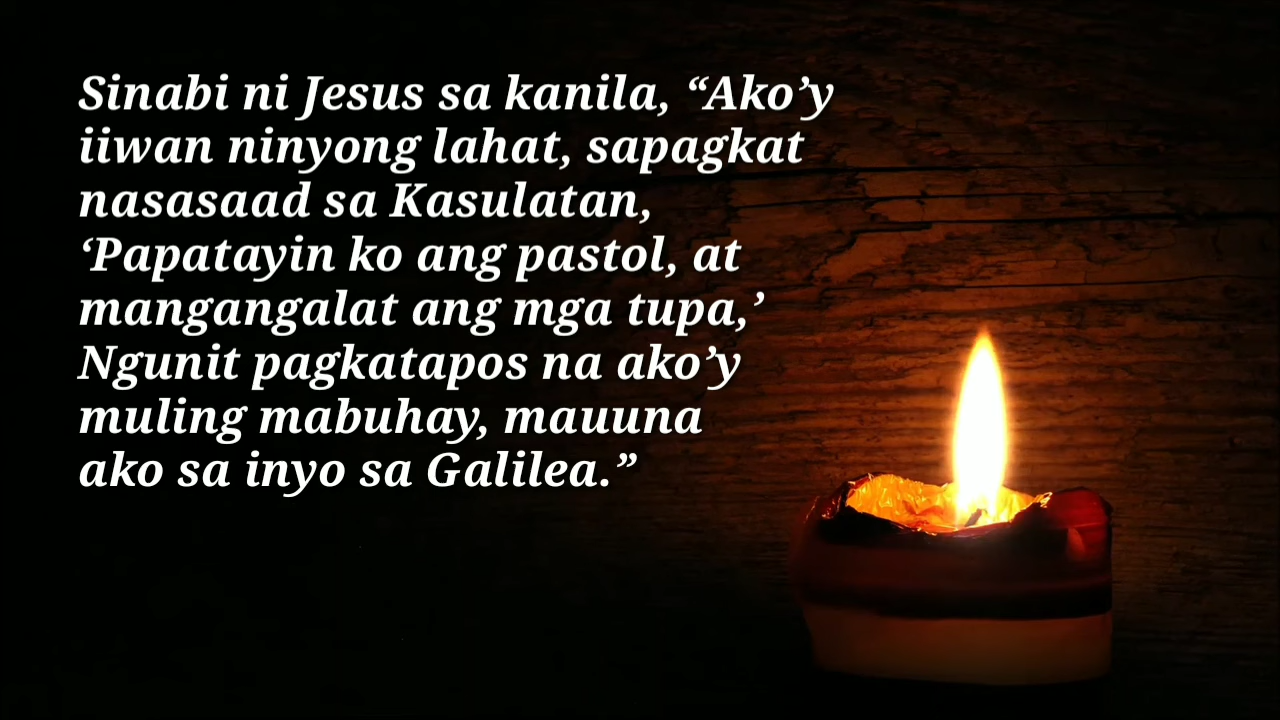 Sinabi ni Jesus sa kanila, “Ako’y
iiwan ninyong lahat, sapagkat
nasasaad sa Kasulatan,
‘Papatayin ko ang pastol, at
mangangalat ang mga tupa,’
Ngunit pagkatapos na ako’y
muling mabuhay, mauuna
ako sa inyo sa Galilea.”